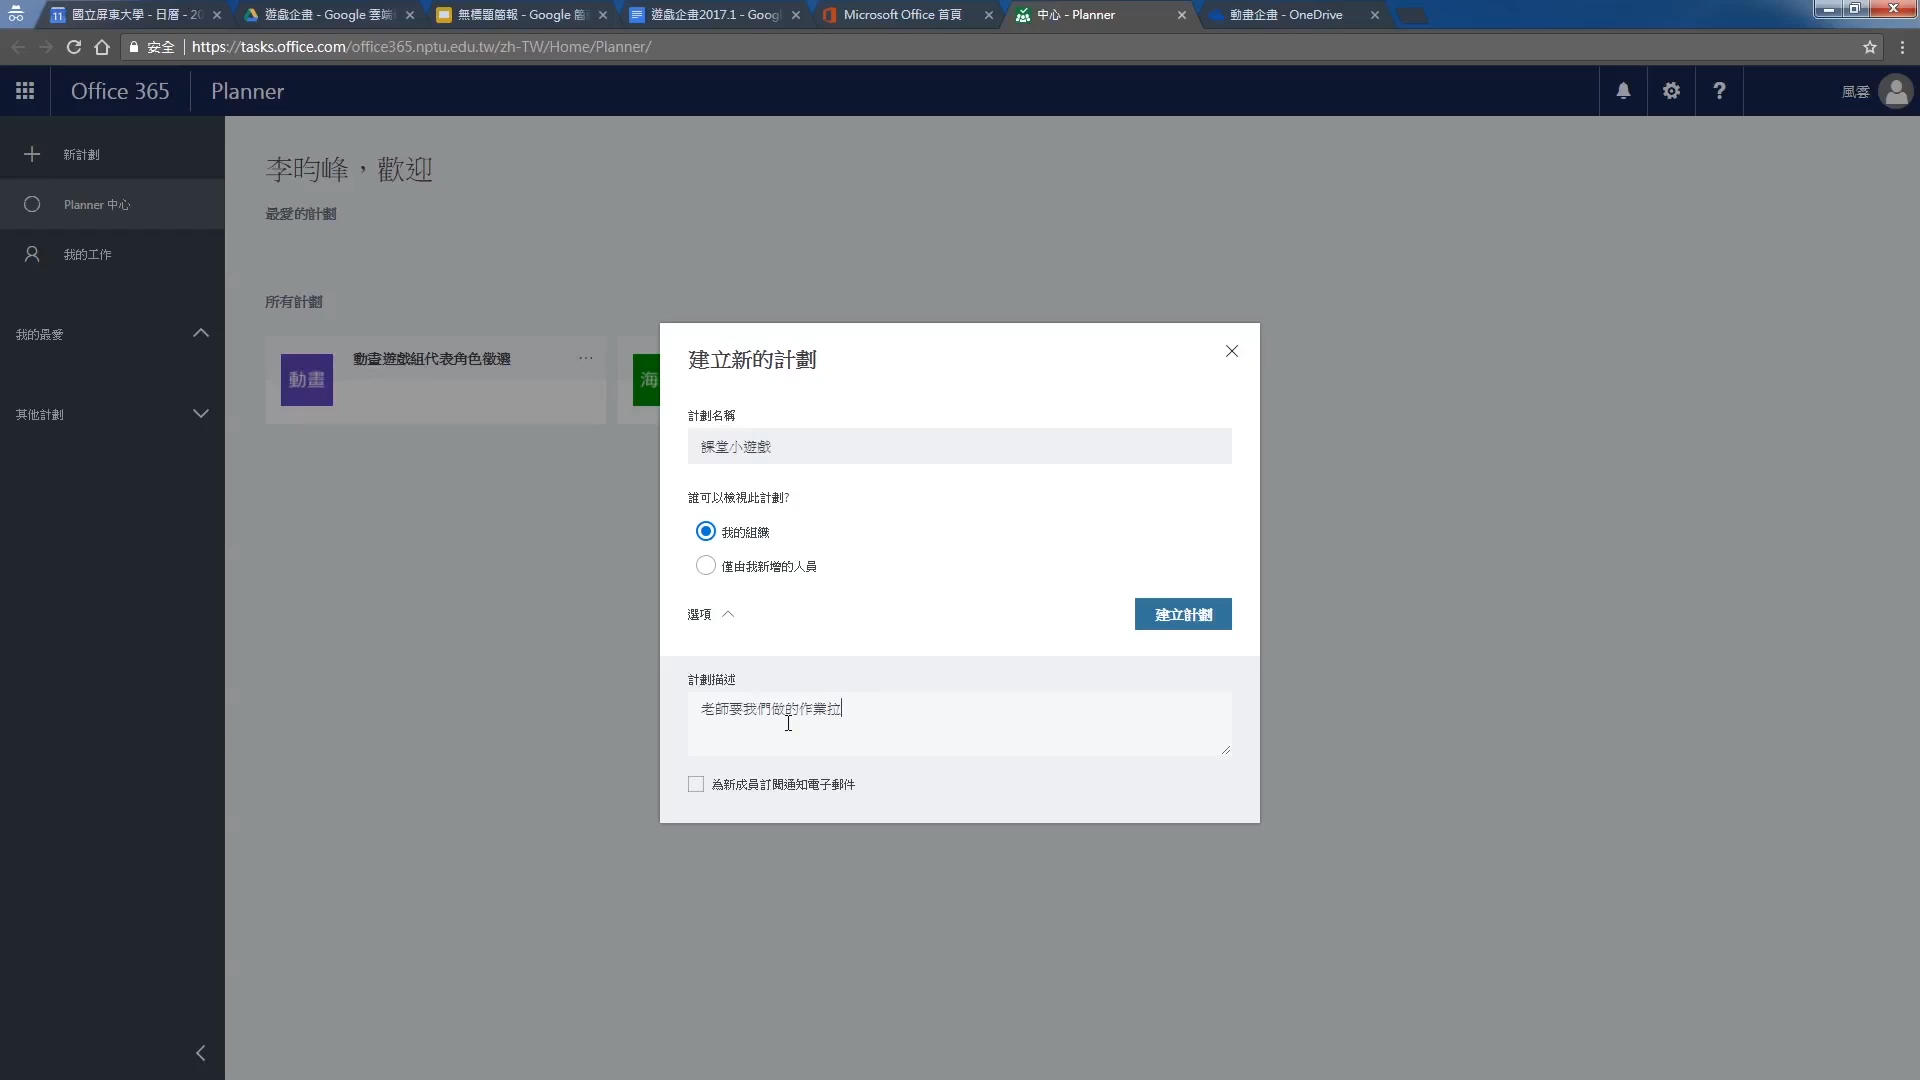 國立屏東大學 - 日曆 - 20
遊戲企畫 - Google 雲端
無標題簡報 - Google 簡
遊戲企畫2017.1 - Googl
Microsoft Office 首頁
中心 - Planner
動畫企畫 - OneDrive
安全 | https://tasks.office.com/office365.nptu.edu.tw/zh-TW/Home/Planner/
Office 365
Planner
風雲
新計劃
Planner 中心
我的工作
我的最愛
其他計劃
李昀峰，歡迎
最愛的計劃
所有計劃
動畫
動畫遊戲組代表角色徵選
海
建立新的計劃
計劃名稱
課堂小遊戲
誰可以檢視此計劃?
我的組織
僅由我新增的人員
選項
建立計劃
計劃描述
老師要我們做的作業拉
為新成員訂閱通知電子郵件